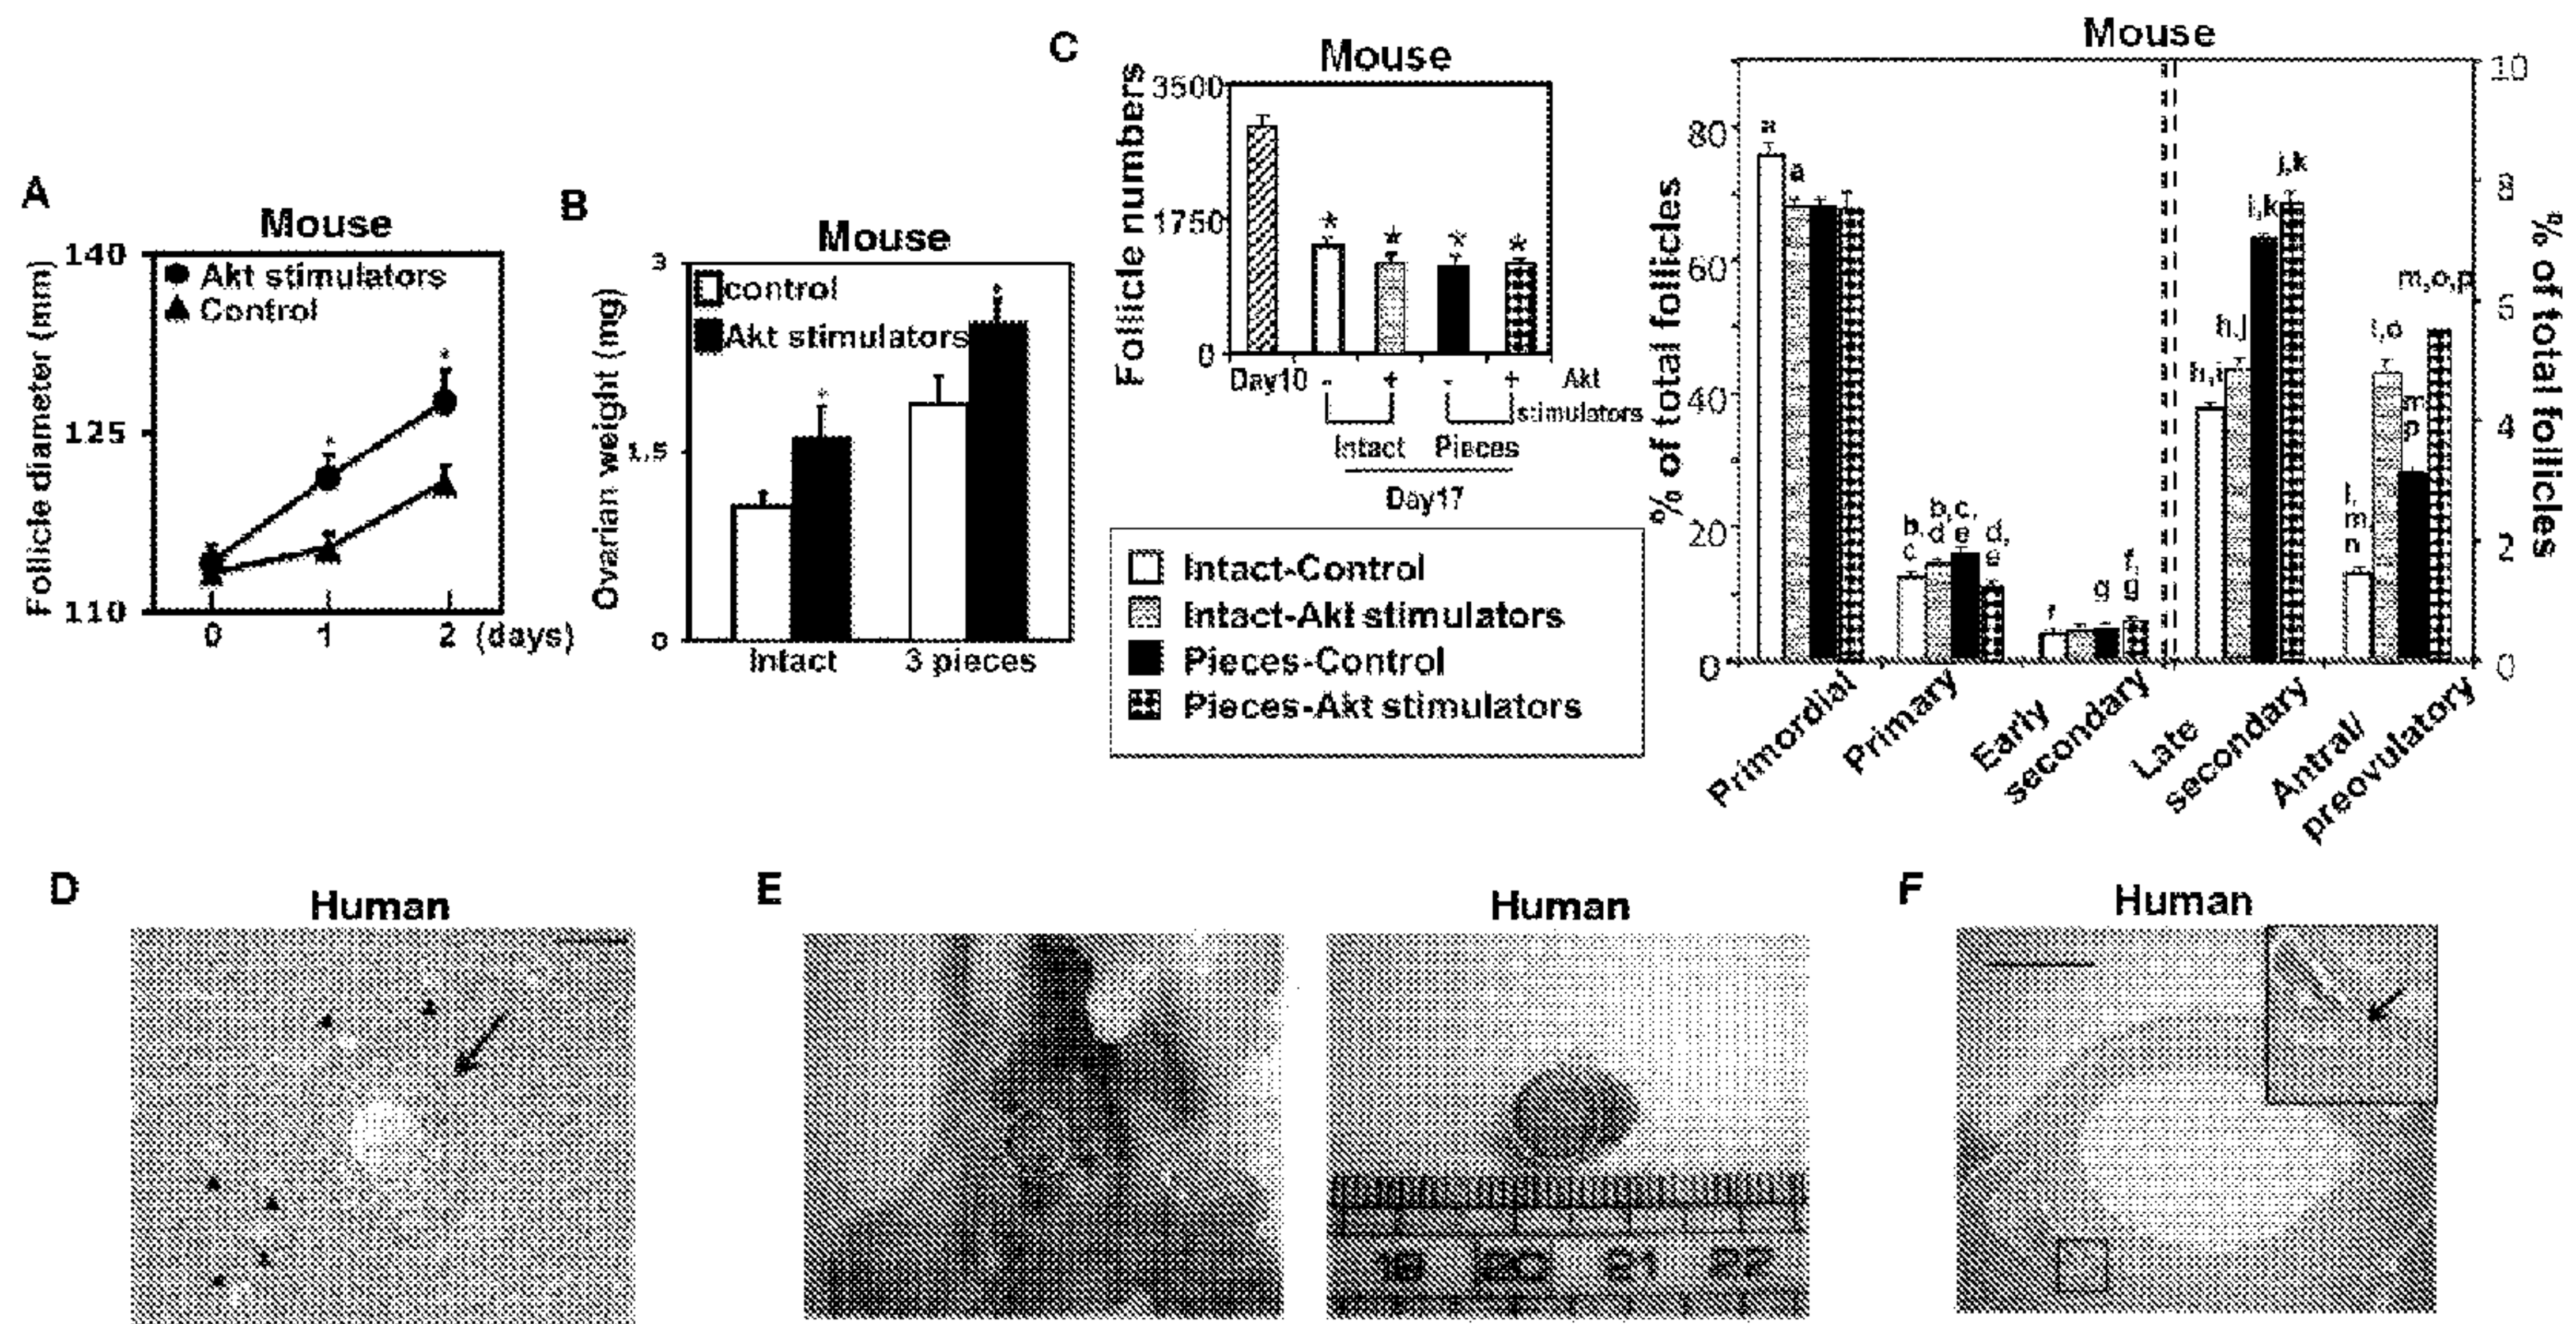 A
Mouse
140
125
110
Follicle diameter (mm)
Akt stimulators
Control
*
*
0 1 2 (days)
B
Mouse
3
1.5
0
Ovarian weight (mg)
control
Akt stimulators
*
*
Intact 3 pieces
C
Mouse
Follicle numbers
3500
1750
0
* * * *
Day10 - + - + Akt
stimulators
Intact Pieces
Day17
Intact-Control
Intact-Akt stimulators
Pieces-Control
Pieces-Akt stimulators
Mouse
% of total follicles
80
60
40
20
0
a
a
b,
c
d
b,c,
e
d,
e
f
g
f,
g
h,i
h,j
i,k
j,k
m,
n
m,
p
m,o,p
10
8
6
4
2
0
% of total follicles
Primordial
Primary
Early
secondary
Late
secondary
Antral/
preovulatory
D
Human
E
Human
19 20 21 22
F
Human